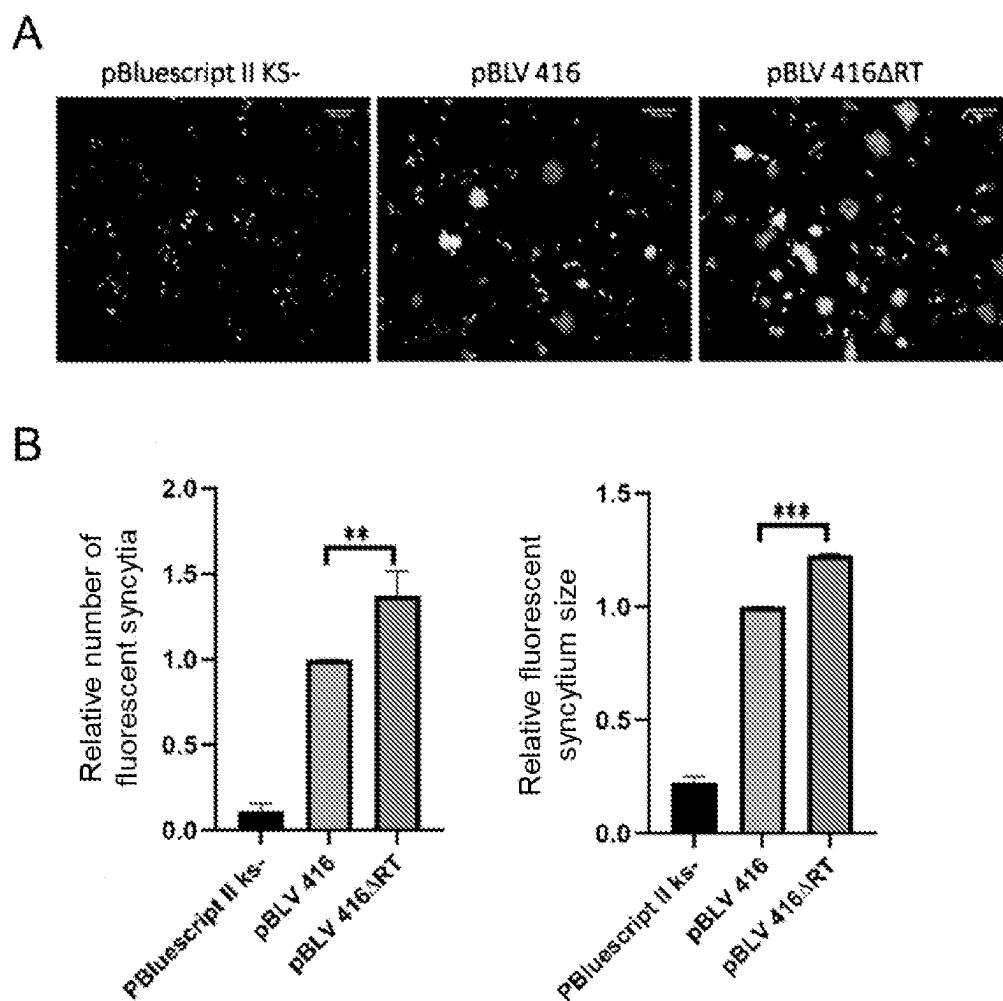 A
pBluescript II KS-
pBLV 416
pBLV 416ΔRT
B
Relative number of
fluorescent syncytia
2.0
1.5
1.0
0.5
0.0
**
PBluescript II ks-
pBLV 416
pBLV 416ΔRT
Relative fluorescent
syncytium size
1.5
1.0
0.5
0.0
***
PBluescript II ks-
pBLV 416
pBLV 416ΔRT